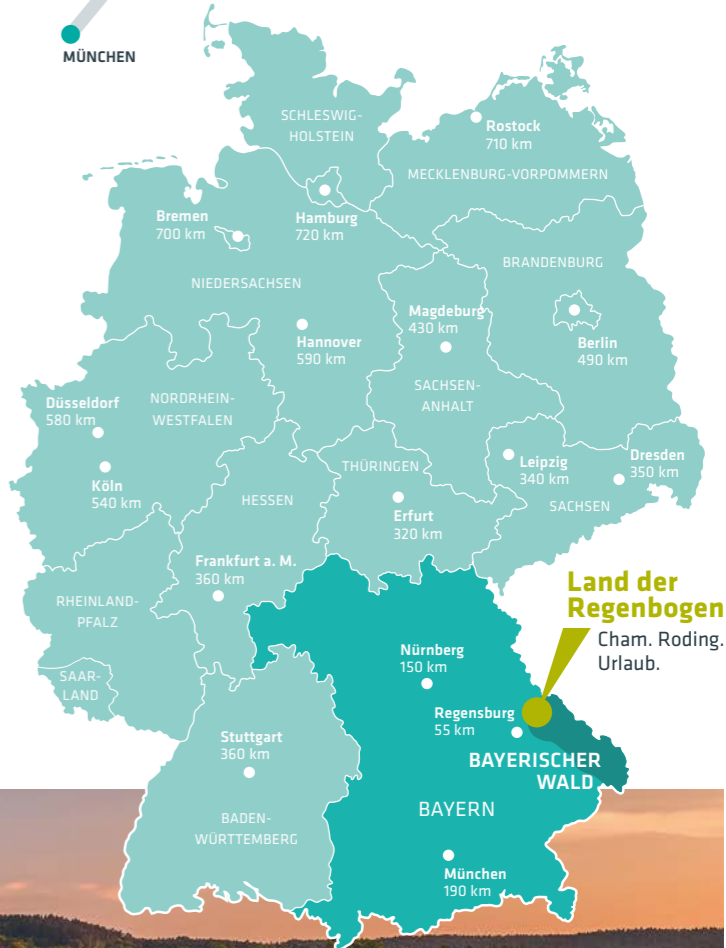 MÜNCHEN
SCHLESWIG-
HOLSTEIN
Rostock
710 km
MECKLENBURG-VORPOMMERN
Bremen
700 km
Hamburg
720 km
BRANDENBURG
NIEDERSACHSEN
Magdeburg
430 km
Hannover
590 km
Berlin
490 km
SACHSEN-
ANHALT
NORDRHEIN-
WESTFALEN
Düsseldorf
580 km
Köln
540 km
THÜRINGEN
Leipzig
340 km
Dresden
350 km
HESSEN
Erfurt
320 km
SACHSEN
Frankfurt a. M.
360 km
Land der
Regenbogen
Cham. Roding.
Urlaub.
RHEINLAND-
PFALZ
Nürnberg
150 km
SAAR-
LAND
Regensburg
55 km
Stuttgart
360 km
BAYERISCHER
WALD
BAYERN
BADEN-
WÜRTTEMBERG
München
190 km